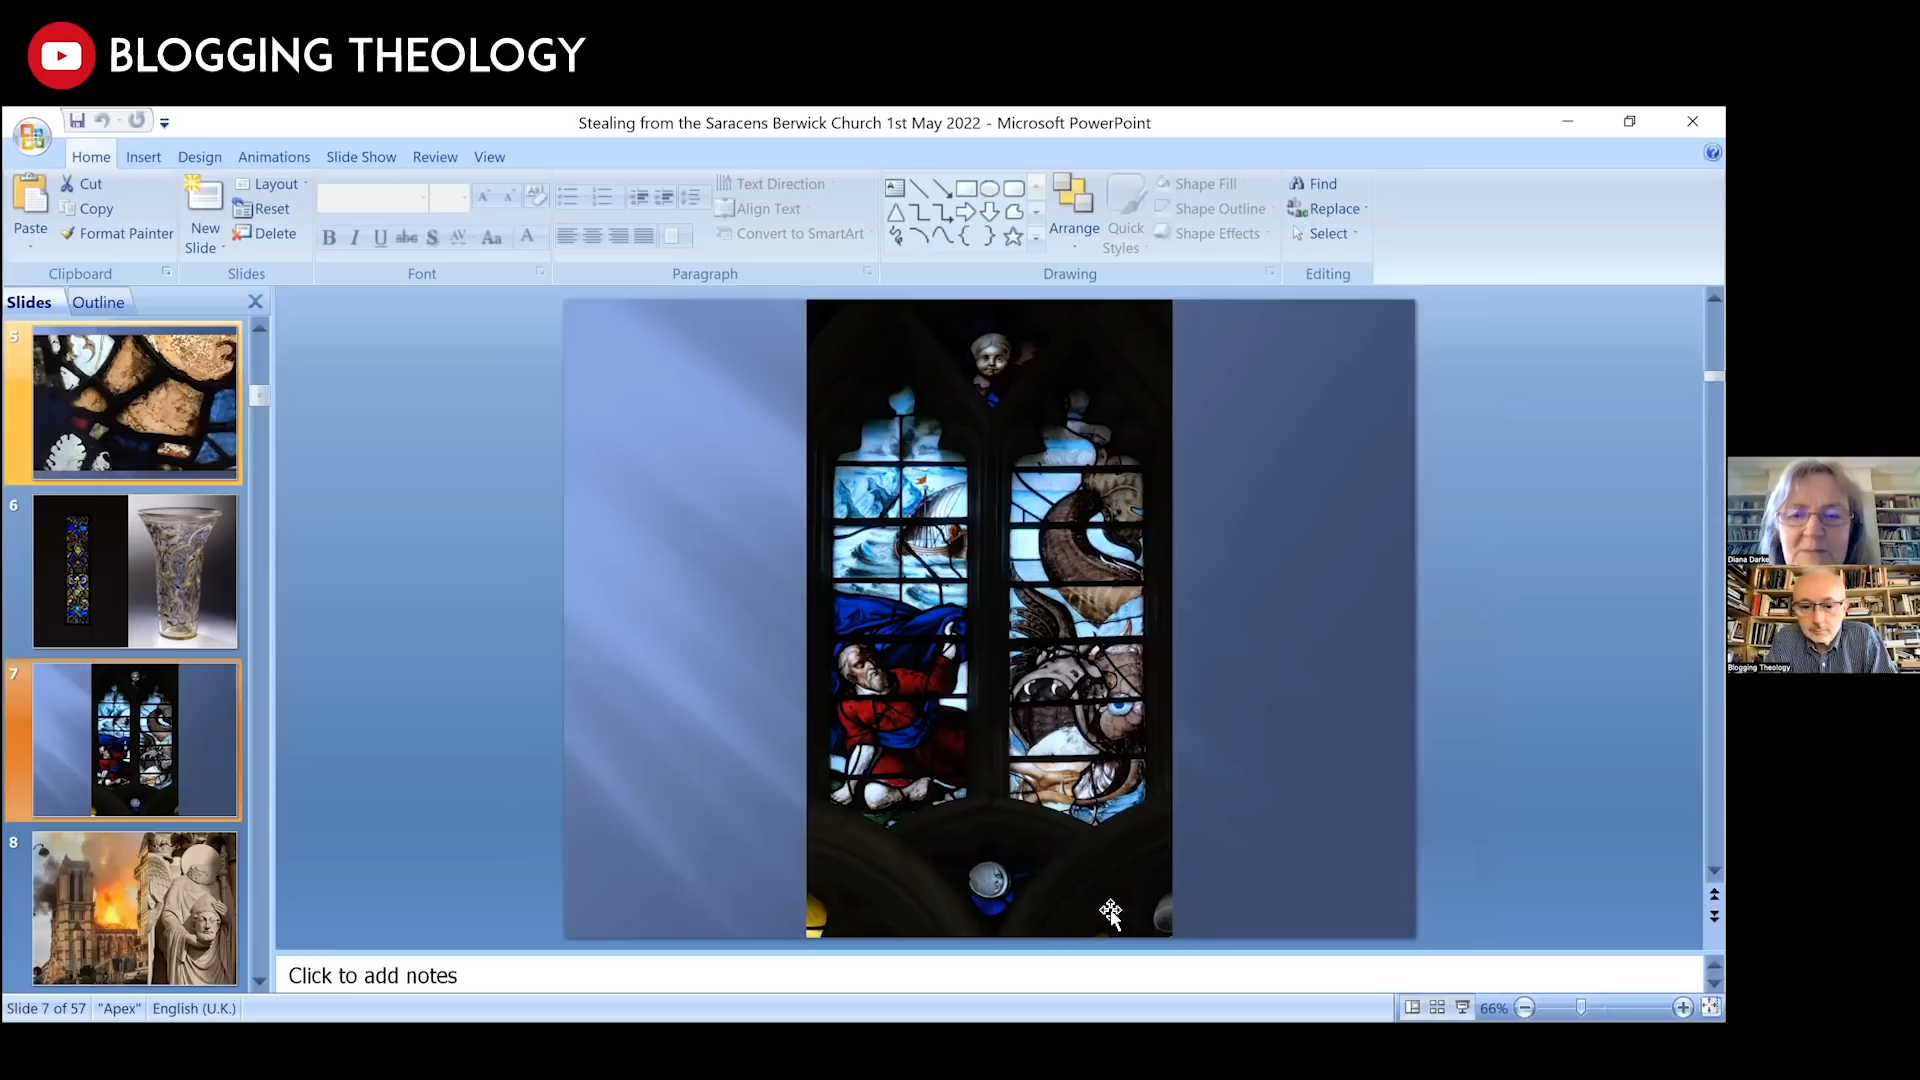 BLOGGING THEOLOGY
Stealing from the Saracens Berwick Church 1st May 2022 - Microsoft PowerPoint
Home Insert Design Animations Slide Show Review View
Paste
Cut
Copy
Format Painter
Clipboard
New
Slide
Layout
Reset
Delete
Slides
B I U abc S AV Aa A
Font
Text Direction
Align Text
Convert to SmartArt
Paragraph
Arrange
Quick
Styles
Shape Fill
Shape Outline
Shape Effects
Drawing
Find
Replace
Select
Editing
Slides Outline
5
6
7
8
Diana Darke
Blogging Theology
Click to add notes
Slide 7 of 57 "Apex" English (U.K.) 66%